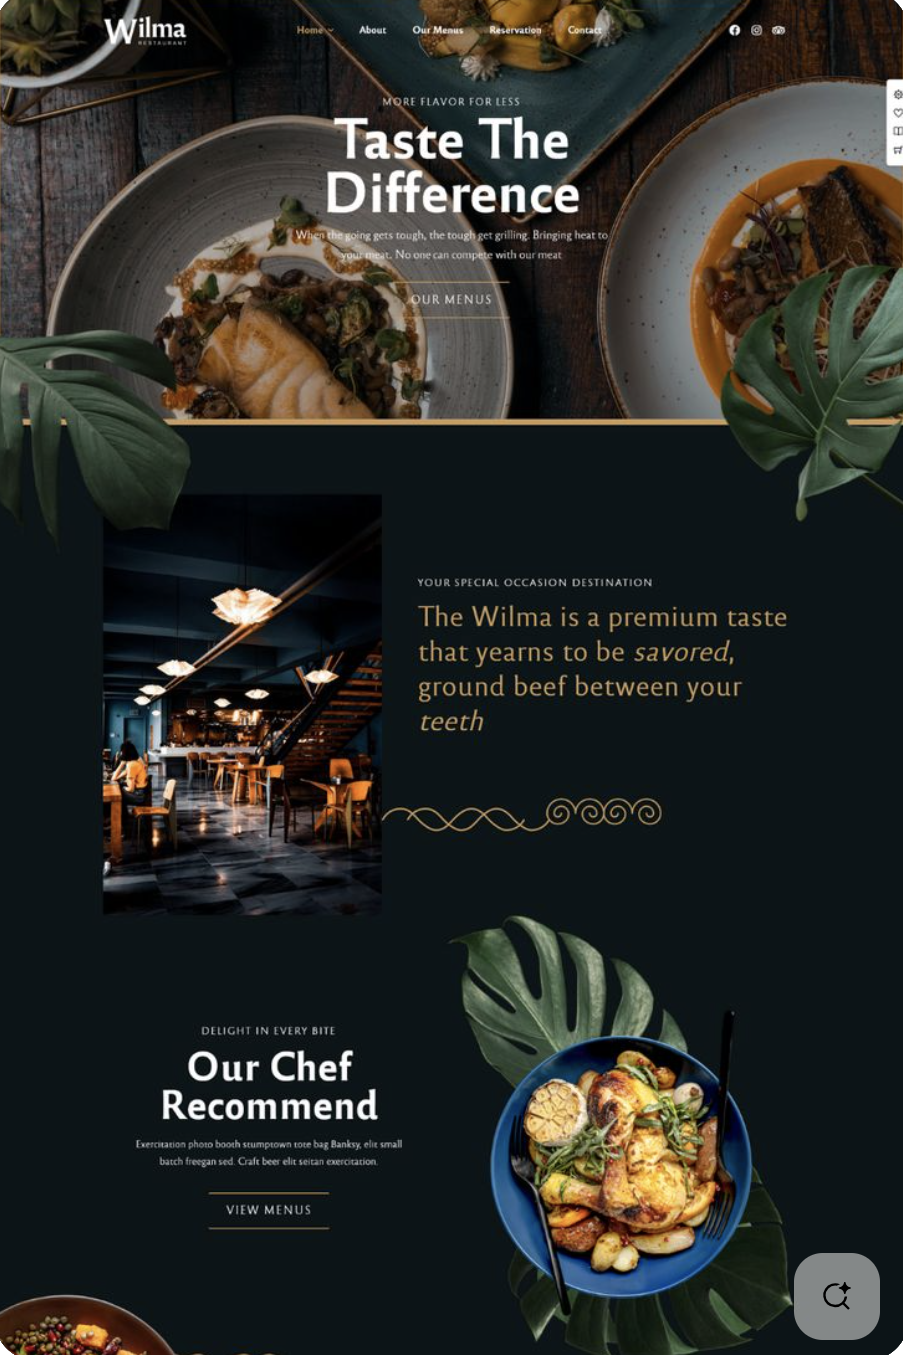 Wilma
RESTAURANT
Home About Our Menus Reservation Contact
MORE FLAVOR FOR LESS
Taste The
Difference
When the going gets tough, the tough get grilling. Bringing heat to
your meat. No one can compete with our meat
OUR MENUS
YOUR SPECIAL OCCASION DESTINATION
The Wilma is a premium taste
that yearns to be savored,
ground beef between your
teeth
DELIGHT IN EVERY BITE
Our Chef
Recommend
Exercitation photo booth stumptown tote bag Banksy, elit small
batch freegan sed. Craft beer elit seitan exercitation.
VIEW MENUS